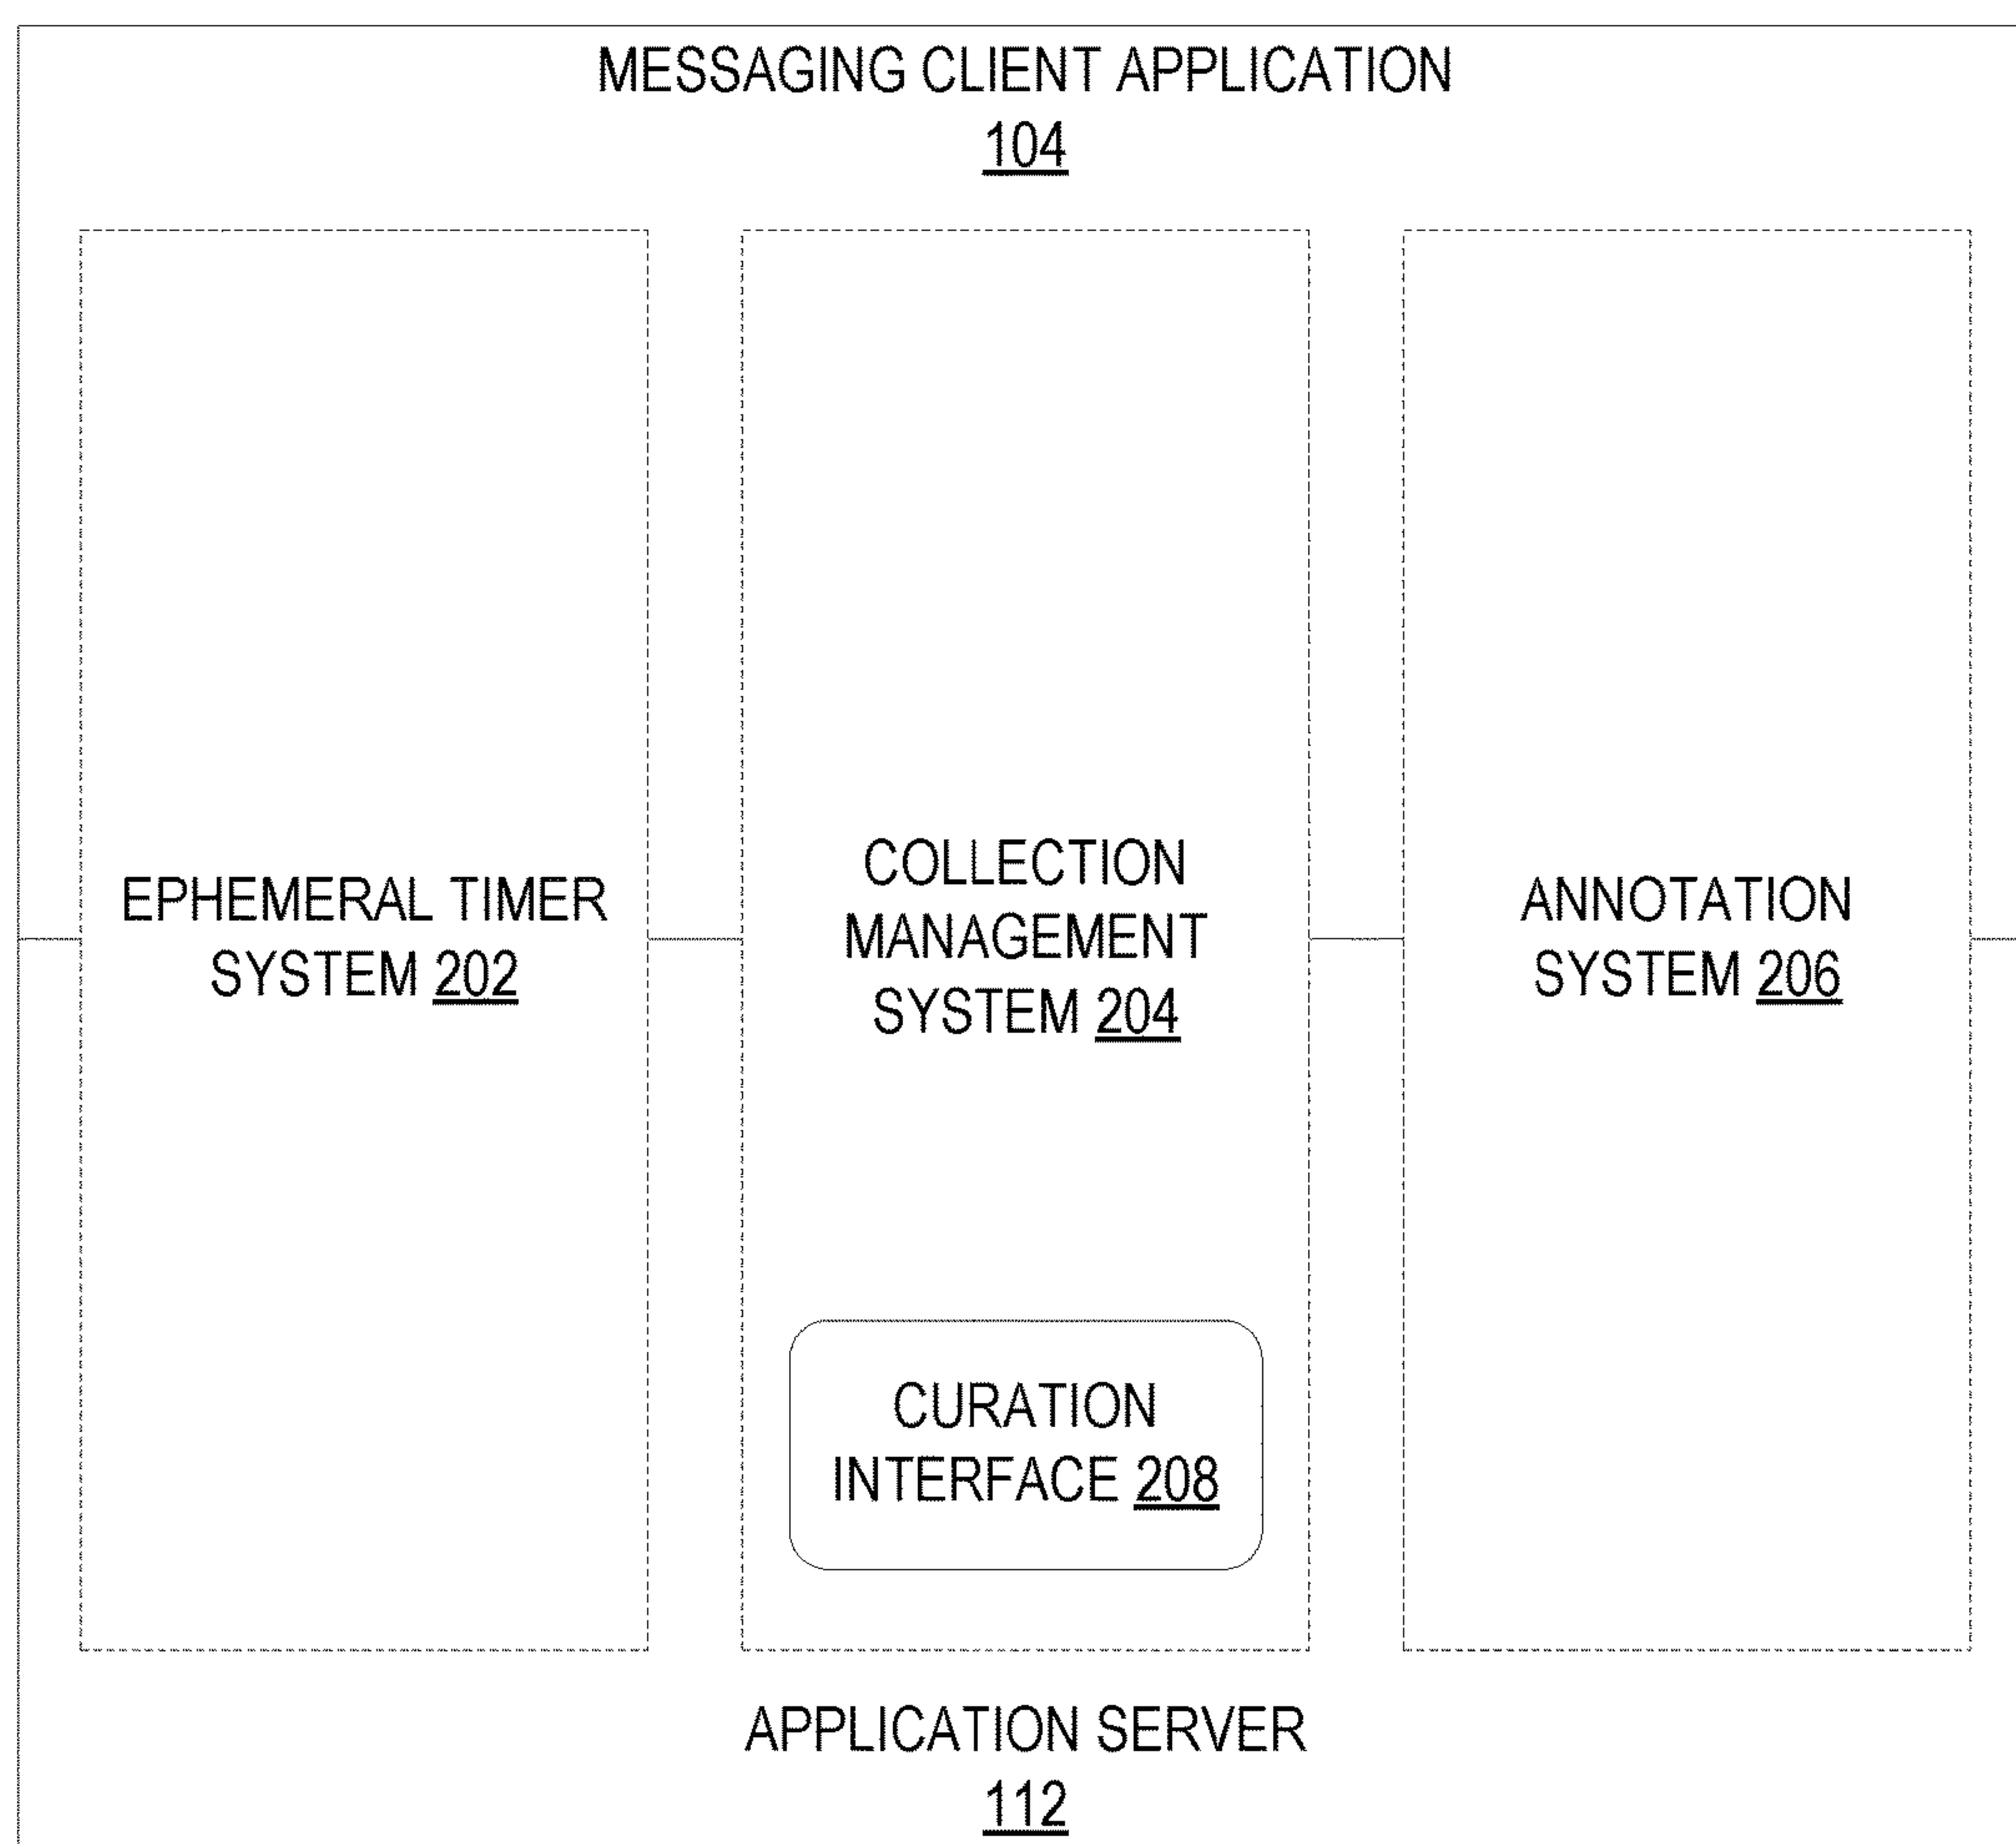 MESSAGING CLIENT APPLICATION
104
EPHEMERAL TIMER
SYSTEM 202
COLLECTION
MANAGEMENT
SYSTEM 204
ANNOTATION
SYSTEM 206
CURATION
INTERFACE 208
APPLICATION SERVER
112